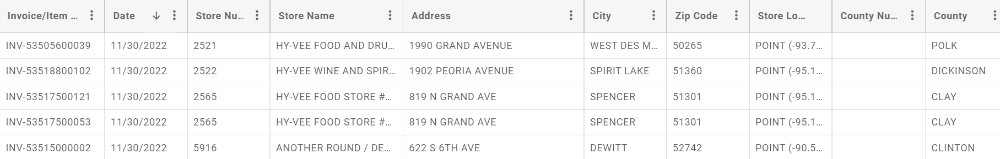 Invoice/Item ... Date Store Nu... Store Name Address City Zip Code Store Lo... County Nu... County
INV-53505600039 11/30/2022 2521 HY-VEE FOOD AND DRU... 1990 GRAND AVENUE WEST DES M... 50265 POINT (-93.7... POLK
INV-53518800102 11/30/2022 2522 HY-VEE WINE AND SPIR... 1902 PEORIA AVENUE SPIRIT LAKE 51360 POINT (-95.1... DICKINSON
INV-53517500121 11/30/2022 2565 HY-VEE FOOD STORE #... 819 N GRAND AVE SPENCER 51301 POINT (-95.1... CLAY
INV-53517500053 11/30/2022 2565 HY-VEE FOOD STORE #... 819 N GRAND AVE SPENCER 51301 POINT (-95.1... CLAY
INV-53515000002 11/30/2022 5916 ANOTHER ROUND / DE... 622 S 6TH AVE DEWITT 52742 POINT (-90.5... CLINTON